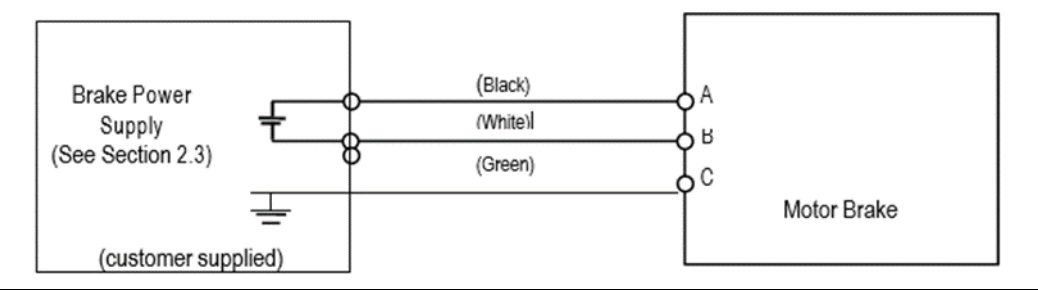 Brake Power
Supply
(See Section 2.3)
(customer supplied)
(Black)
(White)
(Green)
A
B
C
Motor Brake